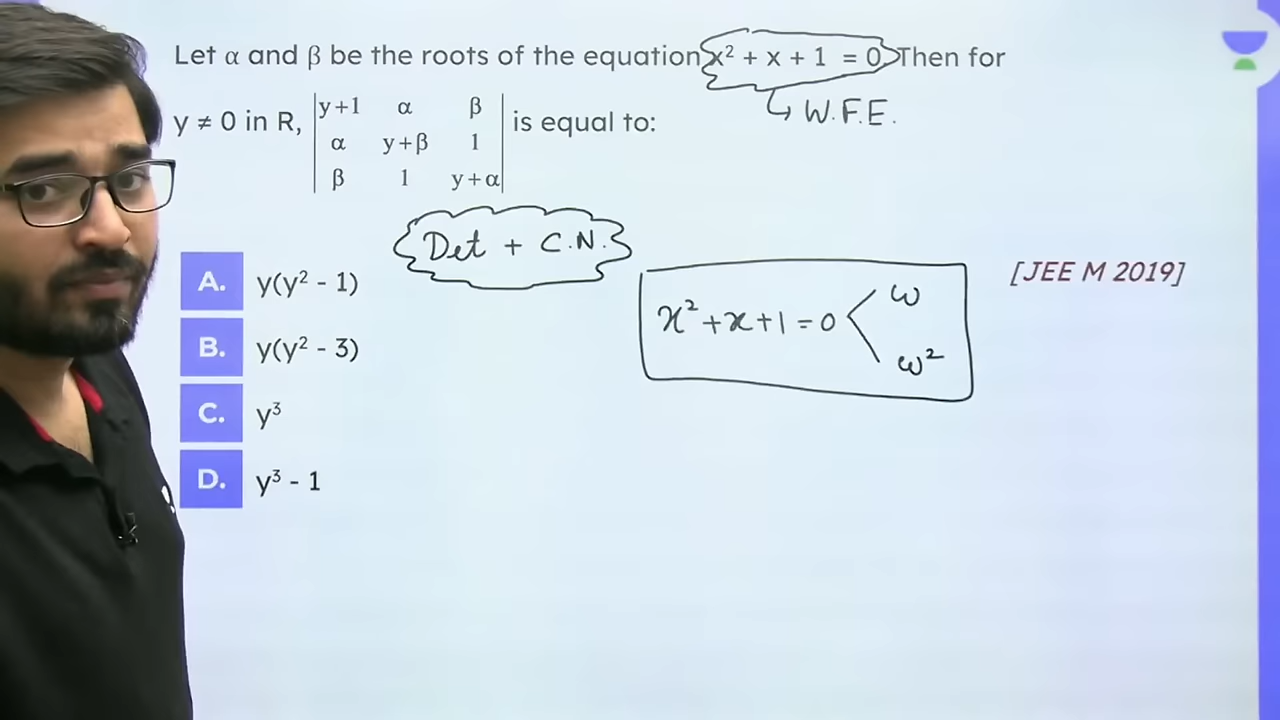 Let α and β be the roots of the equation x² + x + 1 = 0. Then for
↳ W.F.E.
y ≠ 0 in R, |y+1 α β| is equal to:
|α y+β 1|
|β 1 y+α|
Det + C.N.
[JEE M 2019]
A. y(y² - 1)
x²+x+1=0 < ω
ω²
B. y(y² - 3)
C. y³
D. y³ - 1